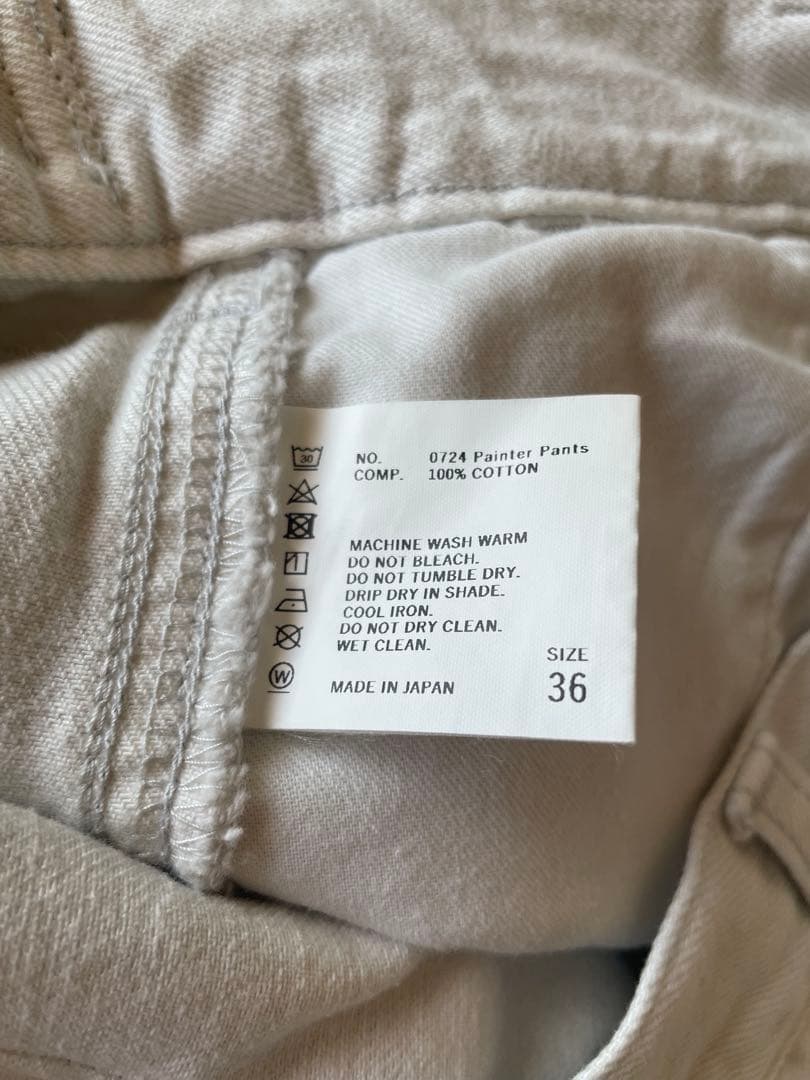 NO. 0724 Painter Pants
COMP. 100% COTTON
30
MACHINE WASH WARM
DO NOT BLEACH.
DO NOT TUMBLE DRY.
DRIP DRY IN SHADE.
COOL IRON.
DO NOT DRY CLEAN.
WET CLEAN.
W
MADE IN JAPAN
SIZE
36